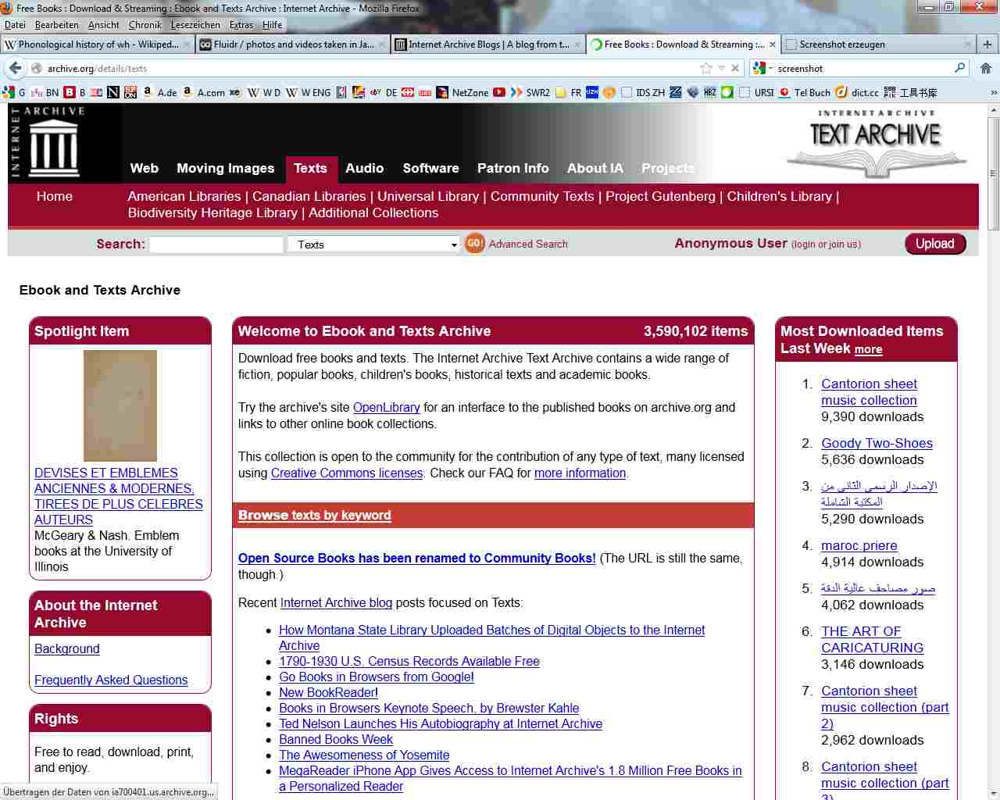 Free Books : Download & Streaming : Ebook and Texts Archive : Internet Archive - Mozilla Firefox
Datei Bearbeiten Ansicht Chronik Lesezeichen Extras Hilfe
Phonological history of wh - Wikiped... Fluidr / photos and videos taken in Ja... Internet Archive Blogs | A blog from t... Free Books : Download & Streaming :... Screenshot erzeugen
archive.org/details/texts screenshot
G BN B N A.de A.com W D W ENG DE NetZone SWR2 FR UZH IDS ZH HBZ URSI Tel Buch dict.cc 工具书库 »
INTERNET ARCHIVE
INTERNET ARCHIVE
TEXT ARCHIVE
Web Moving Images Texts Audio Software Patron Info About IA Projects
Home American Libraries | Canadian Libraries | Universal Library | Community Texts | Project Gutenberg | Children's Library |
Biodiversity Heritage Library | Additional Collections
Search: Texts GO! Advanced Search Anonymous User (login or join us) Upload
Ebook and Texts Archive
Spotlight Item
DEVISES ET EMBLEMES
ANCIENNES & MODERNES,
TIREES DE PLUS CELEBRES
AUTEURS
McGeary & Nash. Emblem
books at the University of
Illinois
About the Internet
Archive
Background
Frequently Asked Questions
Rights
Free to read, download, print,
and enjoy.
Welcome to Ebook and Texts Archive 3,590,102 items
Download free books and texts. The Internet Archive Text Archive contains a wide range of
fiction, popular books, children's books, historical texts and academic books.
Try the archive's site OpenLibrary for an interface to the published books on archive.org and
links to other online book collections.
This collection is open to the community for the contribution of any type of text, many licensed
using Creative Commons licenses. Check our FAQ for more information.
Browse texts by keyword
Open Source Books has been renamed to Community Books! (The URL is still the same,
though.)
Recent Internet Archive blog posts focused on Texts:
How Montana State Library Uploaded Batches of Digital Objects to the Internet
Archive
1790-1930 U.S. Census Records Available Free
Go Books in Browsers from Google!
New BookReader!
Books in Browsers Keynote Speech, by Brewster Kahle
Ted Nelson Launches His Autobiography at Internet Archive
Banned Books Week
The Awesomeness of Yosemite
MegaReader iPhone App Gives Access to Internet Archive's 1.8 Million Free Books in
a Personalized Reader
Most Downloaded Items
Last Week more
1. Cantorion sheet
music collection
9,390 downloads
2. Goody Two-Shoes
5,636 downloads
3. الإصدار الرسمي الثاني من
المكتبة الشاملة
5,290 downloads
4. maroc.priere
4,914 downloads
5. صور مصاحف عالية الدقة
4,062 downloads
6. THE ART OF
CARICATURING
3,146 downloads
7. Cantorion sheet
music collection (part
2)
2,962 downloads
8. Cantorion sheet
music collection (part
3)
Übertragen der Daten von ia700401.us.archive.org...